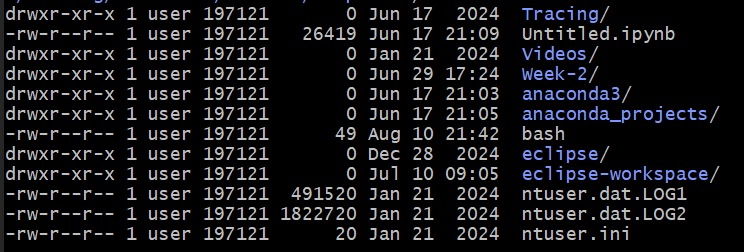 drwxr-xr-x 1 user 197121       0 Jun 17  2024  Tracing/
-rw-r--r-- 1 user 197121   26419 Jun 17 21:09  Untitled.ipynb
drwxr-xr-x 1 user 197121       0 Jan 21  2024  Videos/
drwxr-xr-x 1 user 197121       0 Jun 29 17:24  Week-2/
drwxr-xr-x 1 user 197121       0 Jun 17 21:03  anaconda3/
drwxr-xr-x 1 user 197121       0 Jun 17 21:05  anaconda_projects/
-rw-r--r-- 1 user 197121      49 Aug 10 21:42  bash
drwxr-xr-x 1 user 197121       0 Dec 28  2024  eclipse/
drwxr-xr-x 1 user 197121       0 Jul 10 09:05  eclipse-workspace/
-rw-r--r-- 1 user 197121  491520 Jan 21  2024  ntuser.dat.LOG1
-rw-r--r-- 1 user 197121 1822720 Jan 21  2024  ntuser.dat.LOG2
-rw-r--r-- 1 user 197121      20 Jan 21  2024  ntuser.ini